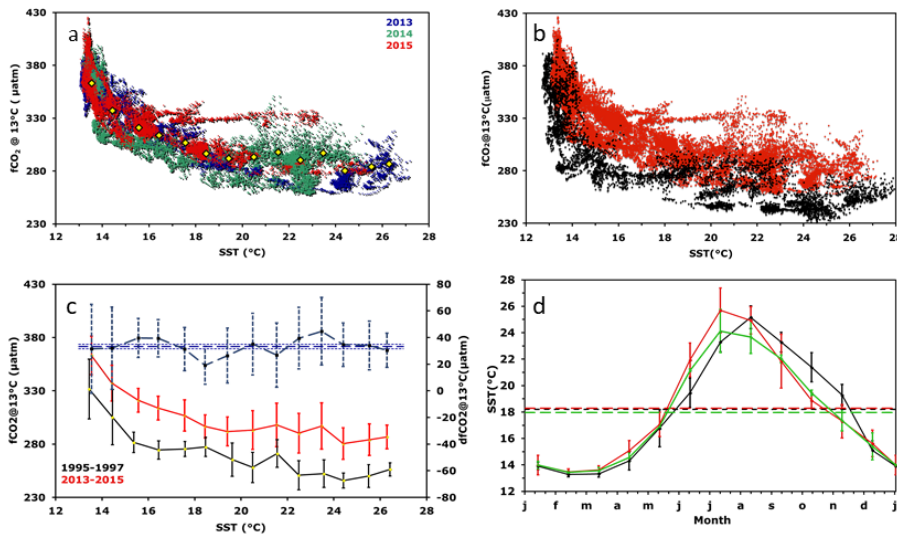 a
2013
2014
2015
fCO₂ @ 13°C ( µatm)
430
380
330
280
230
12 14 16 18 20 22 24 26 28
SST (°C)
b
fCO₂@13°C(µatm)
430
380
330
280
230
12 14 16 18 20 22 24 26 28
SST(°C)
c
fCO2@13°C(µatm)
430
380
330
280
230
1995-1997
2013-2015
80
60
40
20
0
-20
-40
-60
-80
dfCO2@13°C(µatm)
12 14 16 18 20 22 24 26 28
SST (°C)
d
SST(°C)
28
26
24
22
20
18
16
14
12
j f m a m j j a s o n d j
Month